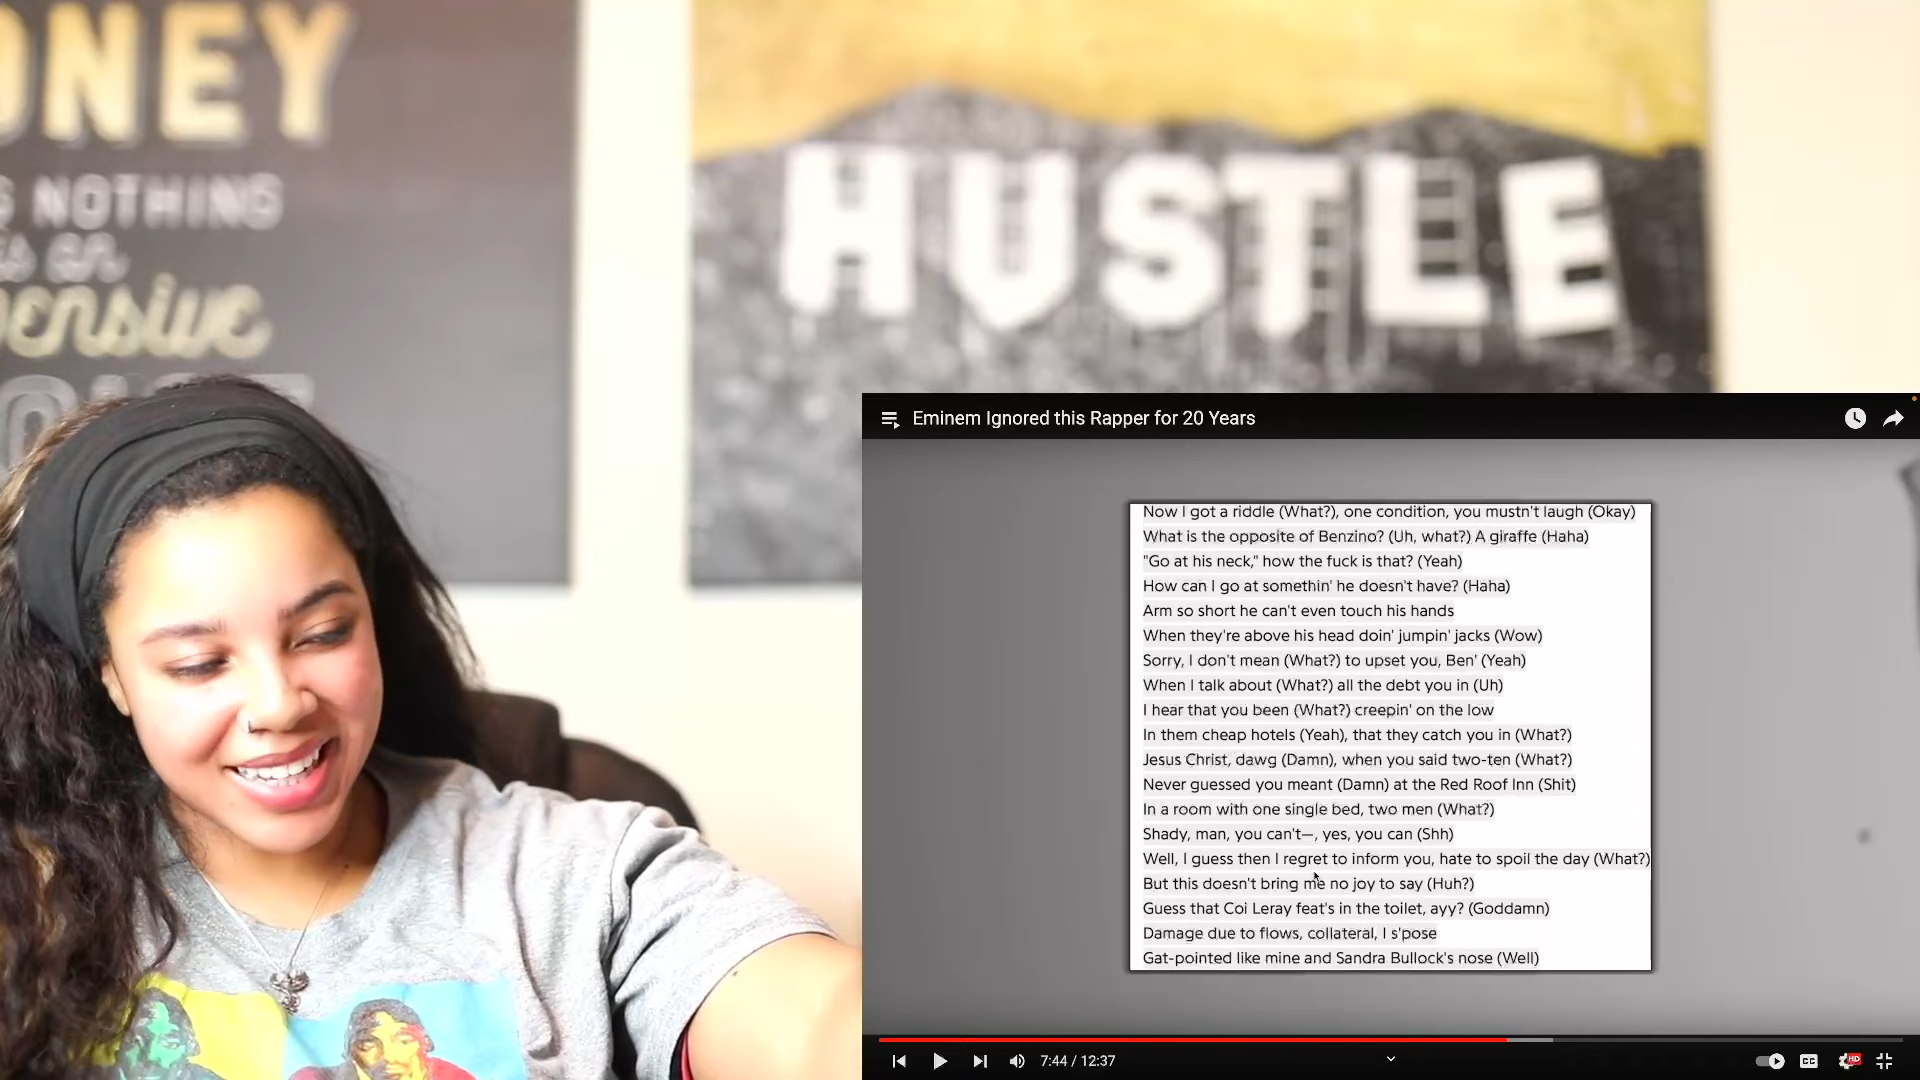 ONEY
S NOTHING
is an
pensive
HUSTLE
Eminem Ignored this Rapper for 20 Years
Now I got a riddle (What?), one condition, you mustn't laugh (Okay)
What is the opposite of Benzino? (Uh, what?) A giraffe (Haha)
"Go at his neck," how the fuck is that? (Yeah)
How can I go at somethin' he doesn't have? (Haha)
Arm so short he can't even touch his hands
When they're above his head doin' jumpin' jacks (Wow)
Sorry, I don't mean (What?) to upset you, Ben' (Yeah)
When I talk about (What?) all the debt you in (Uh)
I hear that you been (What?) creepin' on the low
In them cheap hotels (Yeah), that they catch you in (What?)
Jesus Christ, dawg (Damn), when you said two-ten (What?)
Never guessed you meant (Damn) at the Red Roof Inn (Shit)
In a room with one single bed, two men (What?)
Shady, man, you can't—, yes, you can (Shh)
Well, I guess then I regret to inform you, hate to spoil the day (What?)
But this doesn't bring me no joy to say (Huh?)
Guess that Coi Leray feat's in the toilet, ayy? (Goddamn)
Damage due to flows, collateral, I s'pose
Gat-pointed like mine and Sandra Bullock's nose (Well)
7:44 / 12:37
CC
HD